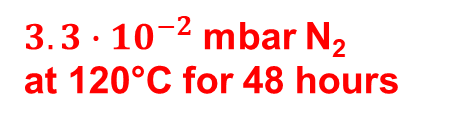 3.3 · 10⁻² mbar N₂
at 120°C for 48 hours